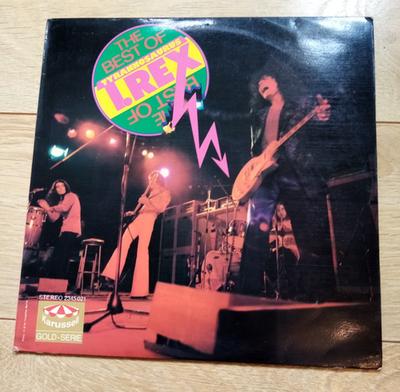 THE
BEST OF
TYRANNOSAURUS
T.REX
THE
BEST OF
STEREO 2345 021
Karussell
GOLD-SERIE